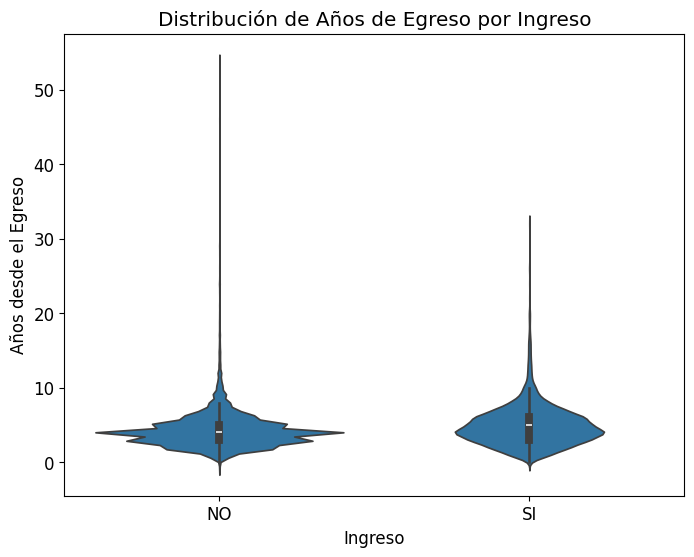 Distribución de Años de Egreso por Ingreso
Años desde el Egreso
50
40
30
20
10
0
NO
SI
Ingreso